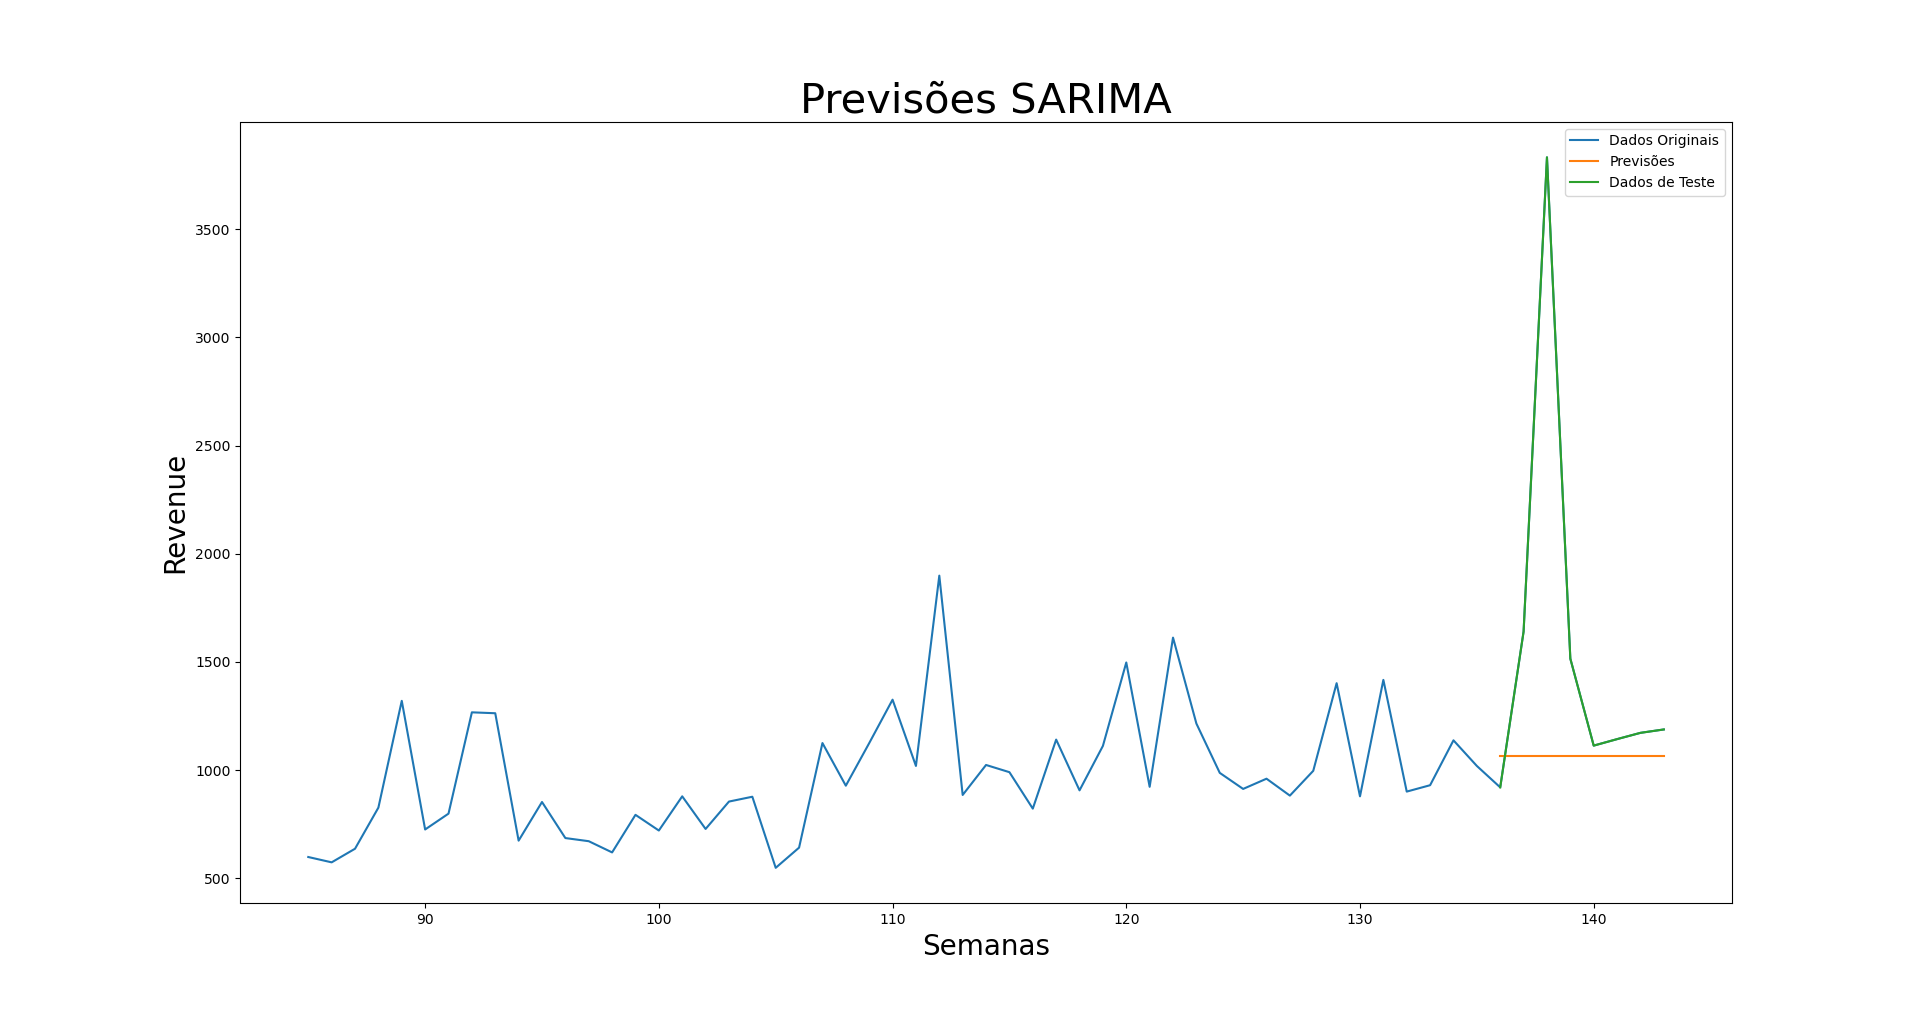 Previsões SARIMA
Dados Originais
Previsões
Dados de Teste
Revenue
3500
3000
2500
2000
1500
1000
500
90
100
110
120
130
140
Semanas